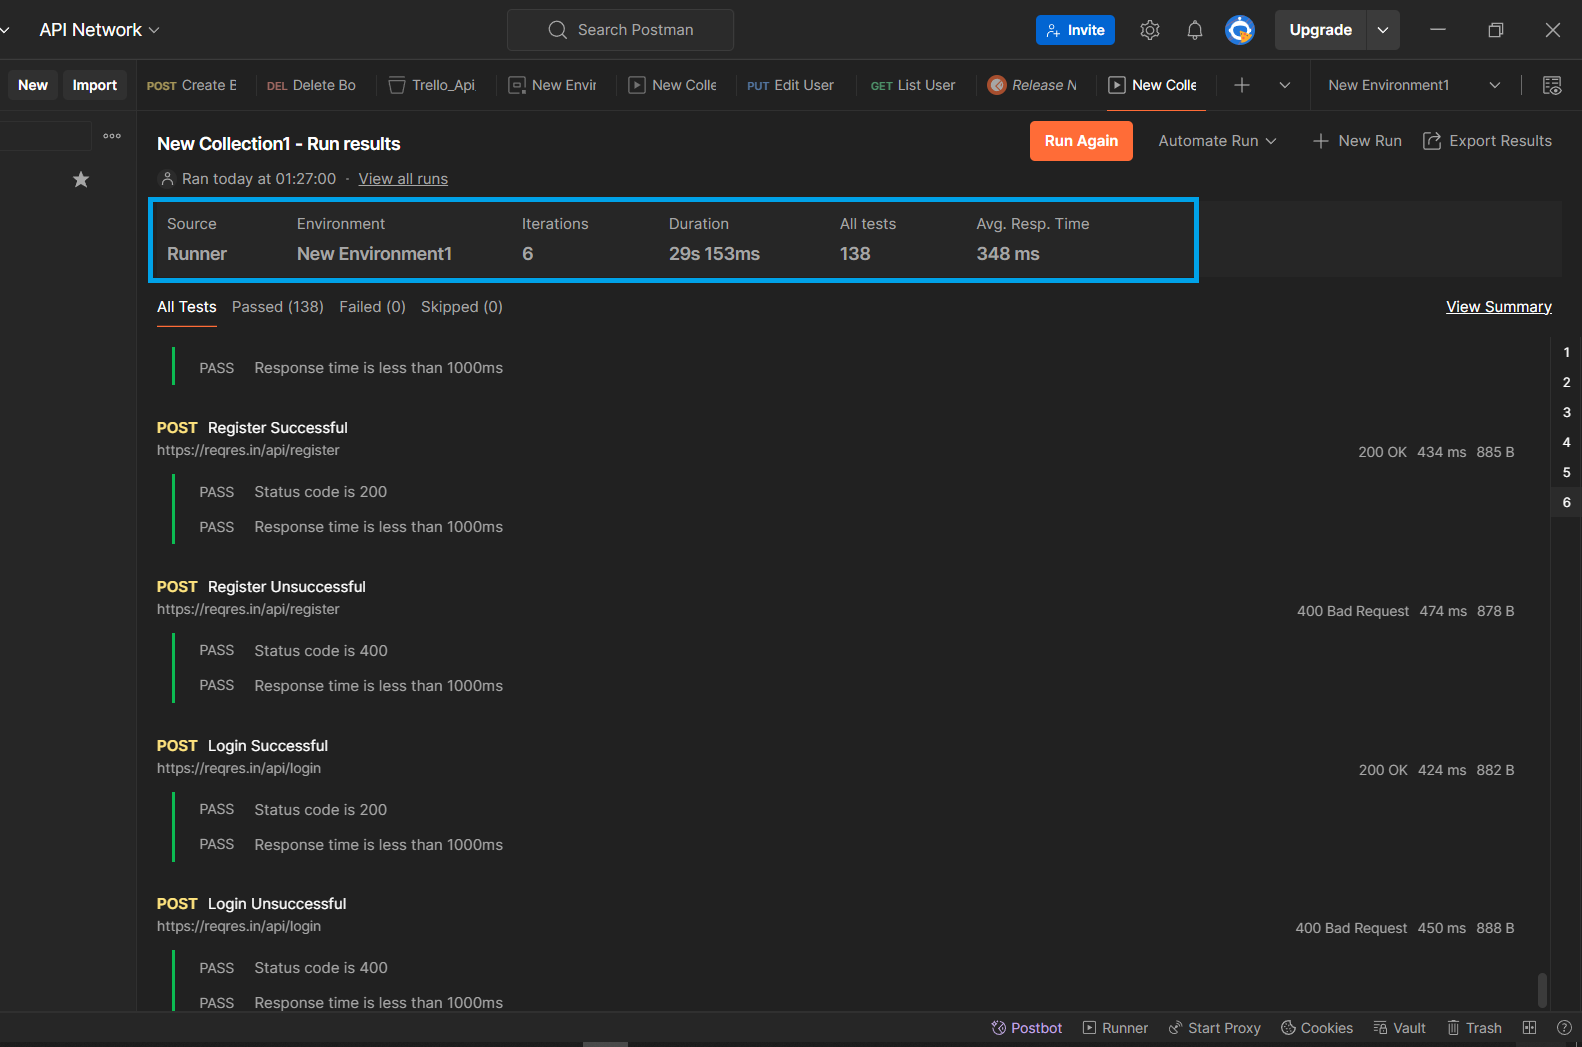 API Network
Search Postman
Invite
Upgrade
New
Import
POST Create E
DEL Delete Bo
Trello_Api
New Envir
New Colle
PUT Edit User
GET List User
Release N
New Colle
New Environment1
New Collection1 - Run results
Run Again
Automate Run
New Run
Export Results
Ran today at 01:27:00 · View all runs
Source Environment Iterations Duration All tests Avg. Resp. Time
Runner New Environment1 6 29s 153ms 138 348 ms
All Tests Passed (138) Failed (0) Skipped (0)
View Summary
PASS Response time is less than 1000ms
POST Register Successful
https://reqres.in/api/register
200 OK 434 ms 885 B
PASS Status code is 200
PASS Response time is less than 1000ms
POST Register Unsuccessful
https://reqres.in/api/register
400 Bad Request 474 ms 878 B
PASS Status code is 400
PASS Response time is less than 1000ms
POST Login Successful
https://reqres.in/api/login
200 OK 424 ms 882 B
PASS Status code is 200
PASS Response time is less than 1000ms
POST Login Unsuccessful
https://reqres.in/api/login
400 Bad Request 450 ms 888 B
PASS Status code is 400
PASS Response time is less than 1000ms
1
2
3
4
5
6
Postbot
Runner
Start Proxy
Cookies
Vault
Trash